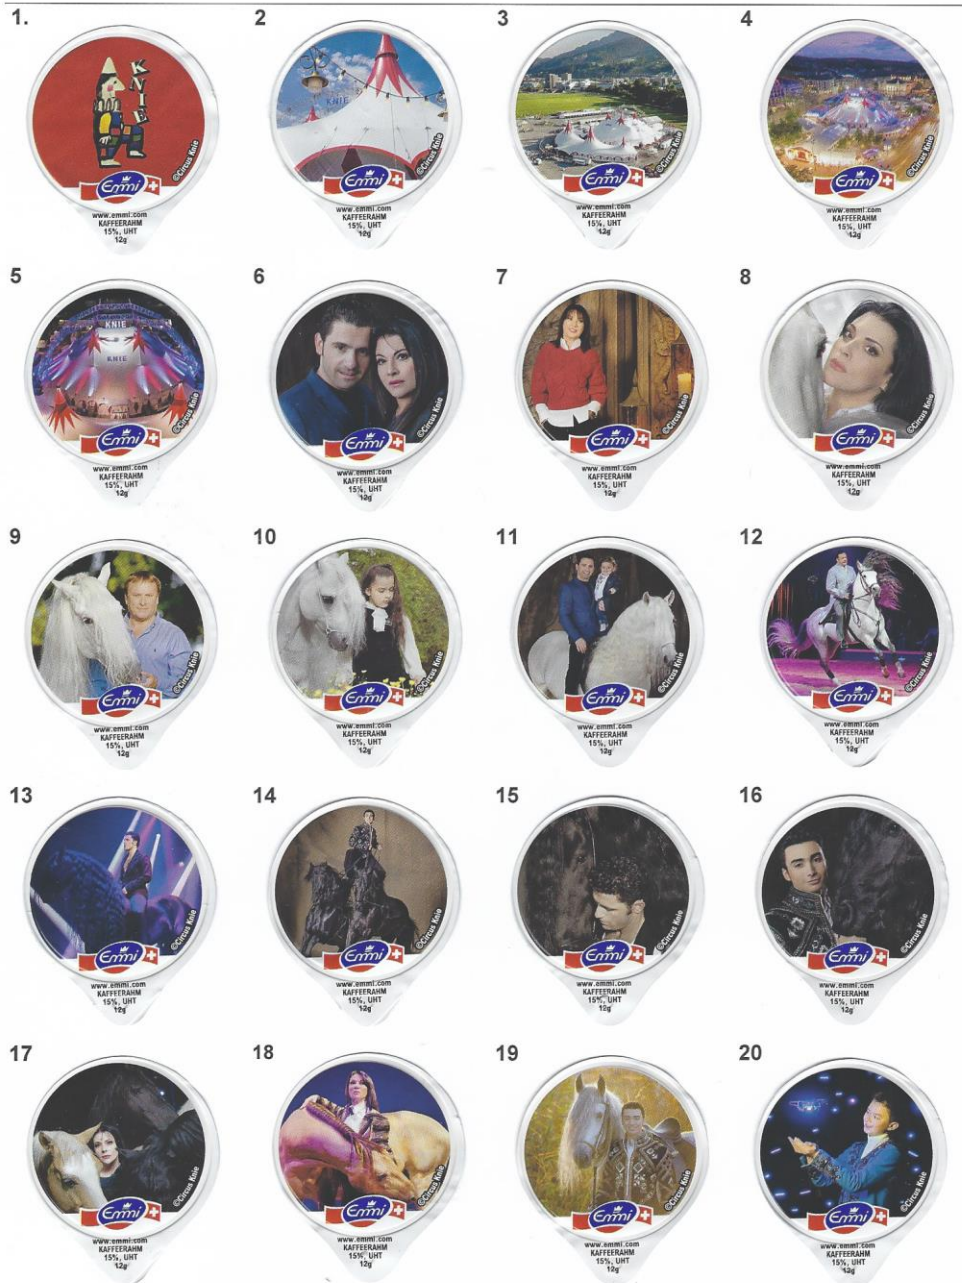 1.
KNIE
©Circus Knie
Emmi
www.emmi.com
KAFFEERAHM
15%, UHT
12g
2
KNIE
©Circus Knie
Emmi
www.emmi.com
KAFFEERAHM
15%, UHT
12g
3
©Circus Knie
Emmi
www.emmi.com
KAFFEERAHM
15%, UHT
12g
4
©Circus Knie
Emmi
www.emmi.com
KAFFEERAHM
15%, UHT
12g
5
KNIE
KNIE
©Circus Knie
Emmi
www.emmi.com
KAFFEERAHM
15%, UHT
12g
6
©Circus Knie
Emmi
www.emmi.com
KAFFEERAHM
15%, UHT
12g
7
©Circus Knie
Emmi
www.emmi.com
KAFFEERAHM
15%, UHT
12g
8
©Circus Knie
Emmi
www.emmi.com
KAFFEERAHM
15%, UHT
12g
9
©Circus Knie
Emmi
www.emmi.com
KAFFEERAHM
15%, UHT
12g
10
©Circus Knie
Emmi
www.emmi.com
KAFFEERAHM
15%, UHT
12g
11
©Circus Knie
Emmi
www.emmi.com
KAFFEERAHM
15%, UHT
12g
12
©Circus Knie
Emmi
www.emmi.com
KAFFEERAHM
15%, UHT
12g
13
©Circus Knie
Emmi
www.emmi.com
KAFFEERAHM
15%, UHT
12g
14
©Circus Knie
Emmi
www.emmi.com
KAFFEERAHM
15%, UHT
12g
15
©Circus Knie
Emmi
www.emmi.com
KAFFEERAHM
15%, UHT
12g
16
©Circus Knie
Emmi
www.emmi.com
KAFFEERAHM
15%, UHT
12g
17
©Circus Knie
Emmi
www.emmi.com
KAFFEERAHM
15%, UHT
12g
18
©Circus Knie
Emmi
www.emmi.com
KAFFEERAHM
15%, UHT
12g
19
©Circus Knie
Emmi
www.emmi.com
KAFFEERAHM
15%, UHT
12g
20
©Circus Knie
Emmi
www.emmi.com
KAFFEERAHM
15%, UHT
12g